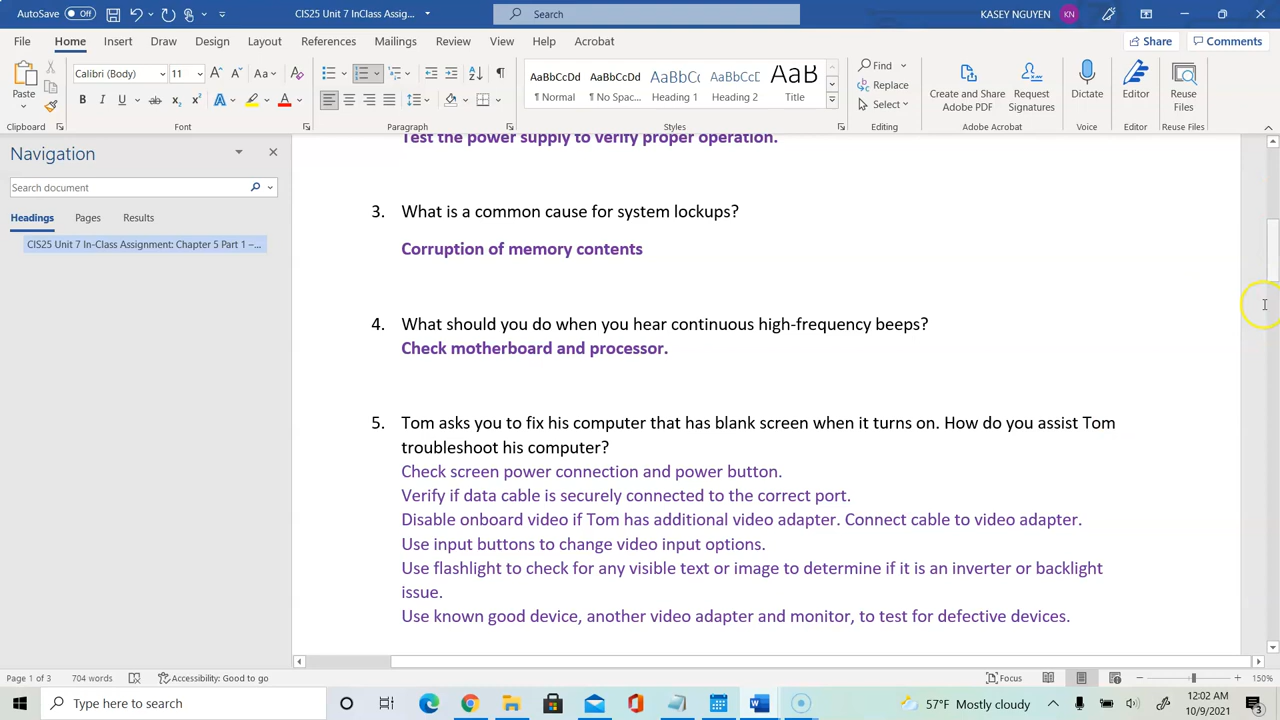 AutoSave Off
CIS25 Unit 7 InClass Assig...
Search
KASEY NGUYEN KN
File Home Insert Draw Design Layout References Mailings Review View Help Acrobat
Share Comments
Paste
Calibri (Body) 11
AaBbCcDd AaBbCcDd AaBbCc AaBbCcD AaB
¶ Normal ¶ No Spac... Heading 1 Heading 2 Title
Find
Replace
Select
Create and Share Adobe PDF
Request Signatures
Dictate
Editor
Reuse Files
Clipboard Font Paragraph Styles Editing Adobe Acrobat Voice Editor Reuse Files
Navigation
Search document
Headings Pages Results
CIS25 Unit 7 In-Class Assignment: Chapter 5 Part 1 –...
Test the power supply to verify proper operation.
3. What is a common cause for system lockups?
Corruption of memory contents
4. What should you do when you hear continuous high-frequency beeps?
Check motherboard and processor.
5. Tom asks you to fix his computer that has blank screen when it turns on. How do you assist Tom
troubleshoot his computer?
Check screen power connection and power button.
Verify if data cable is securely connected to the correct port.
Disable onboard video if Tom has additional video adapter. Connect cable to video adapter.
Use input buttons to change video input options.
Use flashlight to check for any visible text or image to determine if it is an inverter or backlight
issue.
Use known good device, another video adapter and monitor, to test for defective devices.
Page 1 of 3 704 words Accessibility: Good to go Focus 150%
Type here to search
57°F Mostly cloudy
12:02 AM
10/9/2021
3